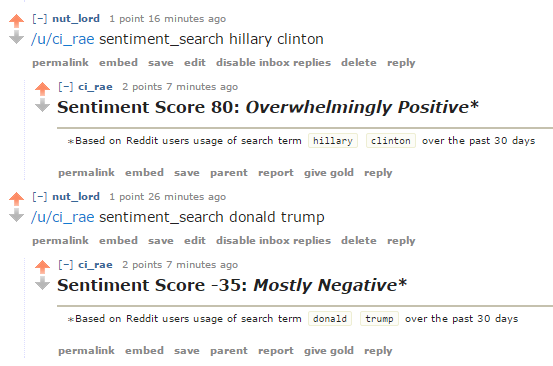 [–] nut_lord 1 point 16 minutes ago
/u/ci_rae sentiment_search hillary clinton
permalink embed save edit disable inbox replies delete reply
[–] ci_rae 2 points 7 minutes ago
Sentiment Score 80: Overwhelmingly Positive*
*Based on Reddit users usage of search term hillary clinton over the past 30 days
permalink embed save parent report give gold reply
[–] nut_lord 1 point 26 minutes ago
/u/ci_rae sentiment_search donald trump
permalink embed save edit disable inbox replies delete reply
[–] ci_rae 2 points 7 minutes ago
Sentiment Score -35: Mostly Negative*
*Based on Reddit users usage of search term donald trump over the past 30 days
permalink embed save parent report give gold reply